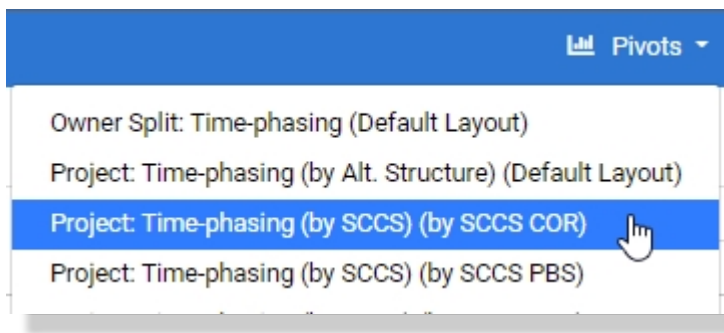 Pivots
Owner Split: Time-phasing (Default Layout)
Project: Time-phasing (by Alt. Structure) (Default Layout)
Project: Time-phasing (by SCCS) (by SCCS COR)
Project: Time-phasing (by SCCS) (by SCCS PBS)